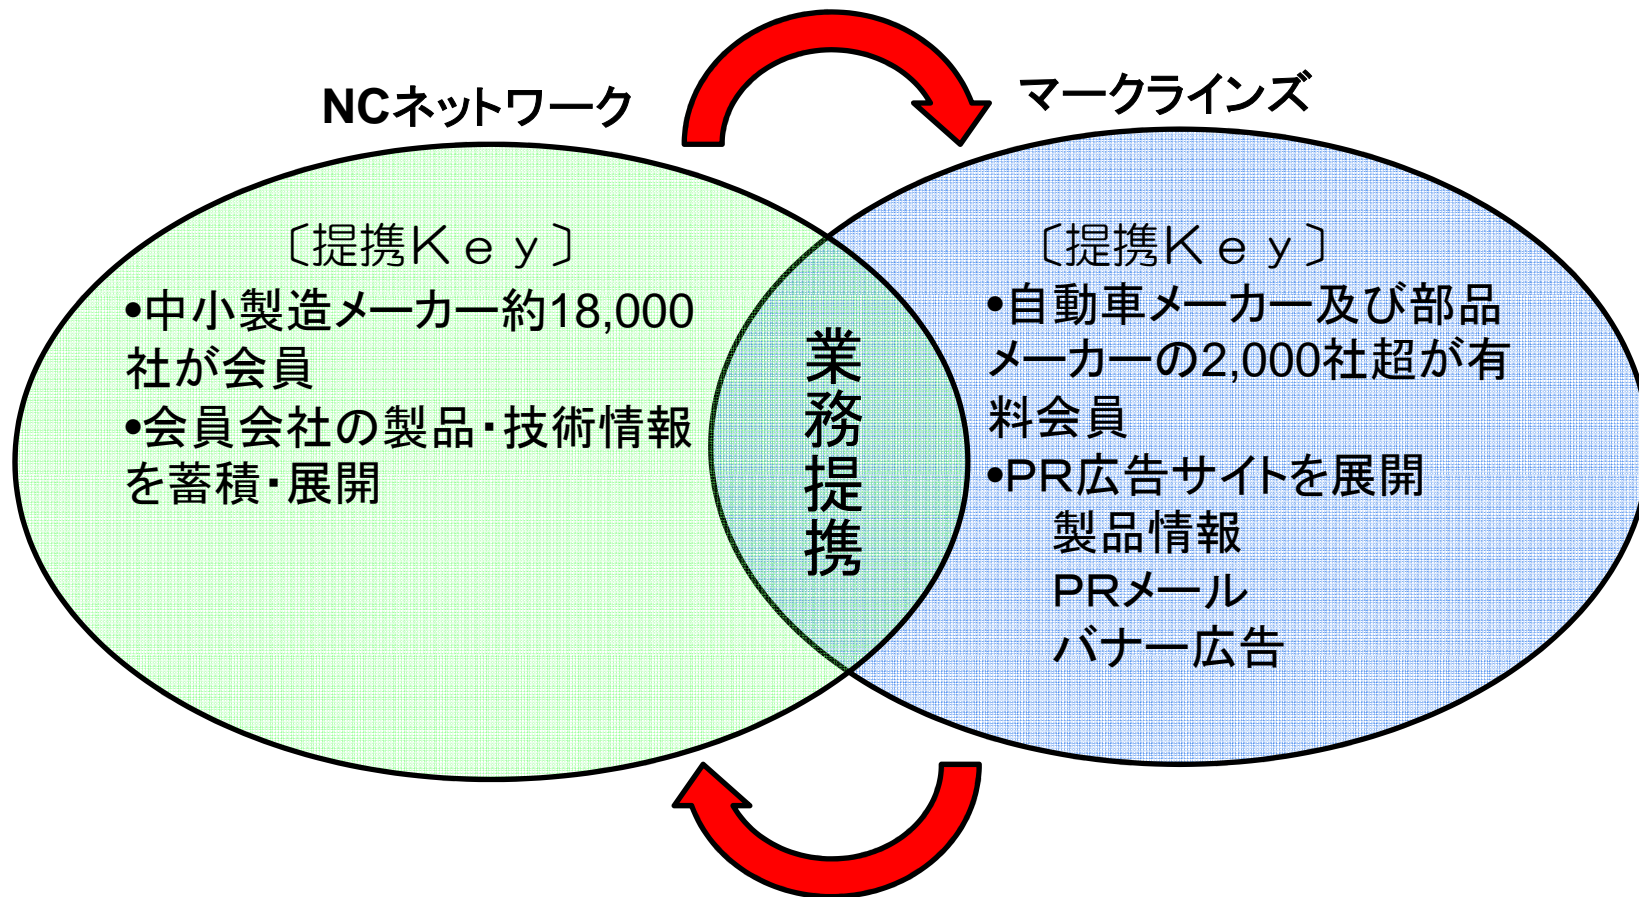 NCネットワーク
マークラインズ
〔提携Ｋｅｙ〕
•中小製造メーカー約18,000
社が会員
•会員会社の製品・技術情報
を蓄積・展開
業務提携
〔提携Ｋｅｙ〕
•自動車メーカー及び部品
メーカーの2,000社超が有
料会員
•ＰＲ広告サイトを展開
製品情報
ＰＲメール
バナー広告